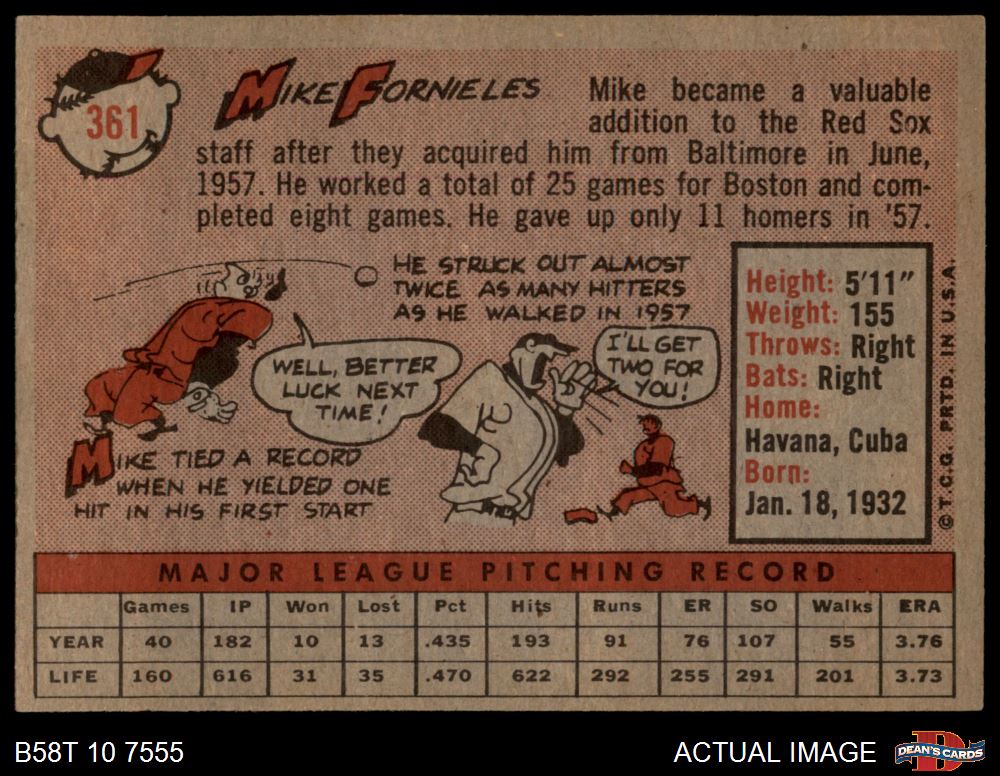 361
MIKE FORNIELES
Mike became a valuable
addition to the Red Sox
staff after they acquired him from Baltimore in June,
1957. He worked a total of 25 games for Boston and com-
pleted eight games. He gave up only 11 homers in '57.
HE STRUCK OUT ALMOST
TWICE AS MANY HITTERS
AS HE WALKED IN 1957
WELL, BETTER
LUCK NEXT
TIME!
I'LL GET
TWO FOR
YOU!
MIKE TIED A RECORD
WHEN HE YIELDED ONE
HIT IN HIS FIRST START
Height: 5'11"
Weight: 155
Throws: Right
Bats: Right
Home:
Havana, Cuba
Born:
Jan. 18, 1932
©T.C.G. PRTD. IN U.S.A.
MAJOR LEAGUE PITCHING RECORD
Games IP Won Lost Pct Hits Runs ER SO Walks ERA
YEAR 40 182 10 13 .435 193 91 76 107 55 3.76
LIFE 160 616 31 35 .470 622 292 255 291 201 3.73
B58T 10 7555
ACTUAL IMAGE
D
DEAN'S CARDS